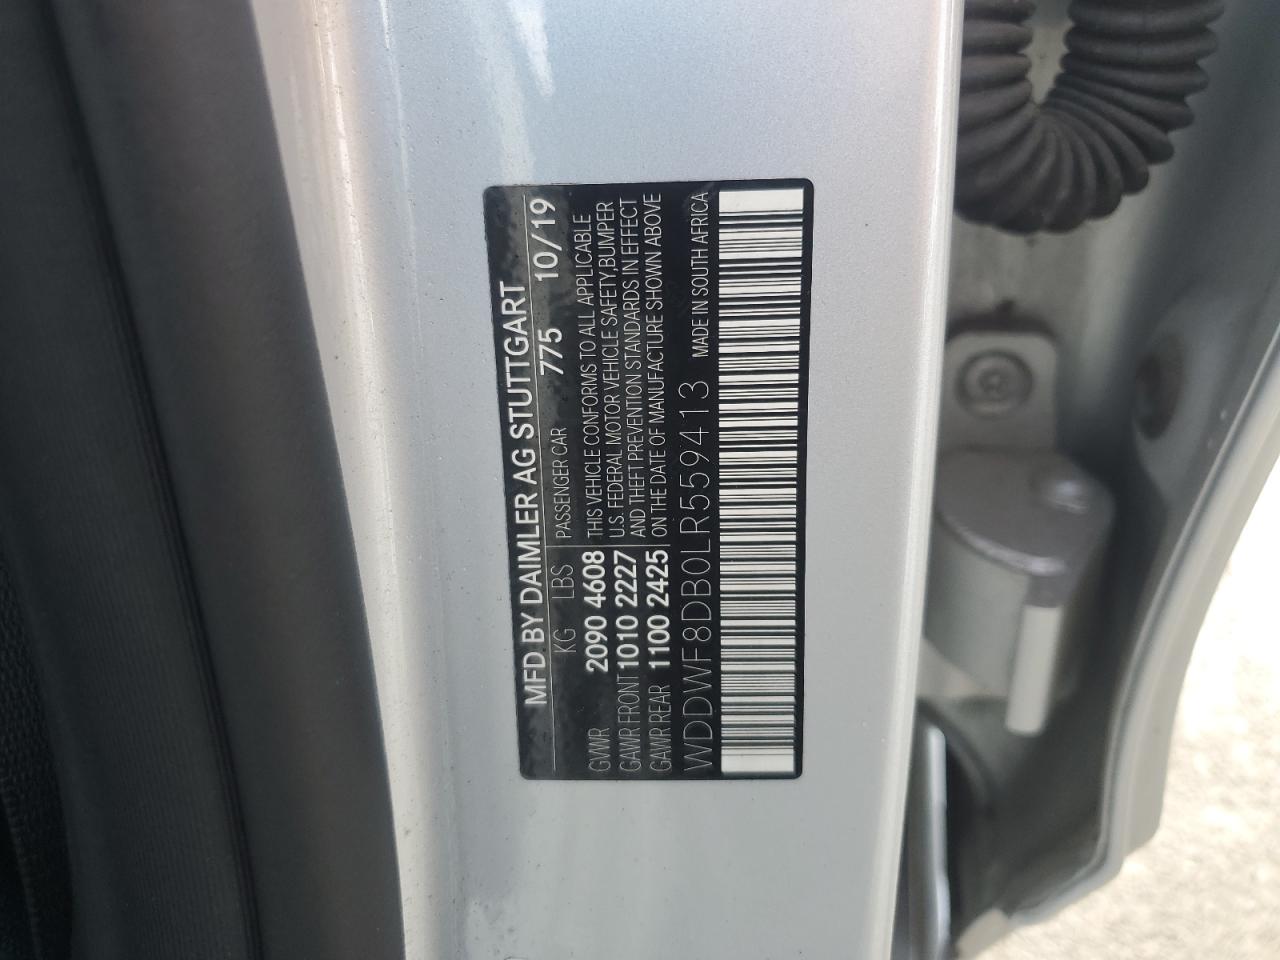 MFD BY DAIMLER AG STUTTGART
KG LBS PASSENGER CAR 775 10/19
GVWR 2090 4608 THIS VEHICLE CONFORMS TO ALL APPLICABLE
GAWR FRONT 1010 2227 U.S. FEDERAL MOTOR VEHICLE SAFETY,BUMPER
AND THEFT PREVENTION STANDARDS IN EFFECT
GAWR REAR 1100 2425 ON THE DATE OF MANUFACTURE SHOWN ABOVE
WDDWF8DB0LR559413 MADE IN SOUTH AFRICA